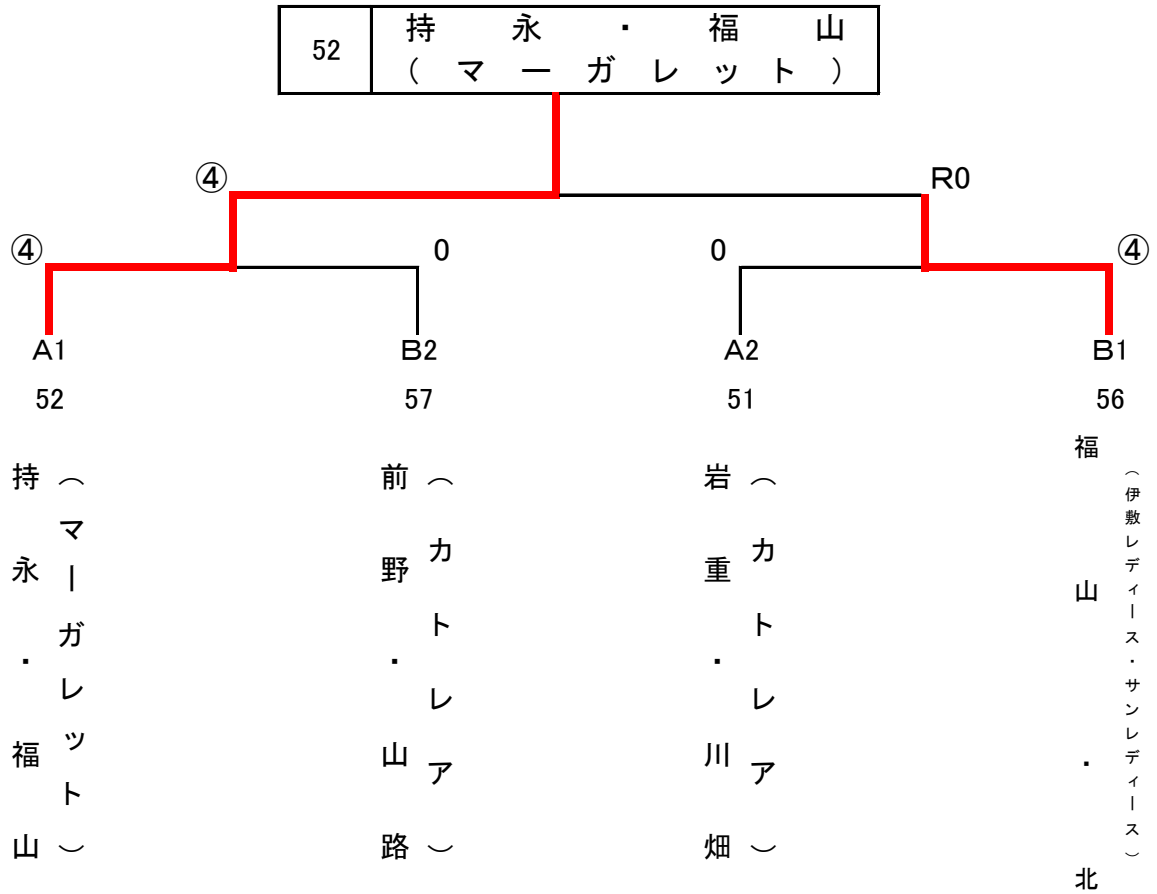 52
持永・福山
(マーガレット)
④ R0
④ 0 0 ④
A1 B2 A2 B1
52 57 51 56
持永・福山
(マーガレット)
前野・山路
(カトレア)
岩重・川畑
(カトレア)
福山・北
(伊敷レディース・サンレディース)